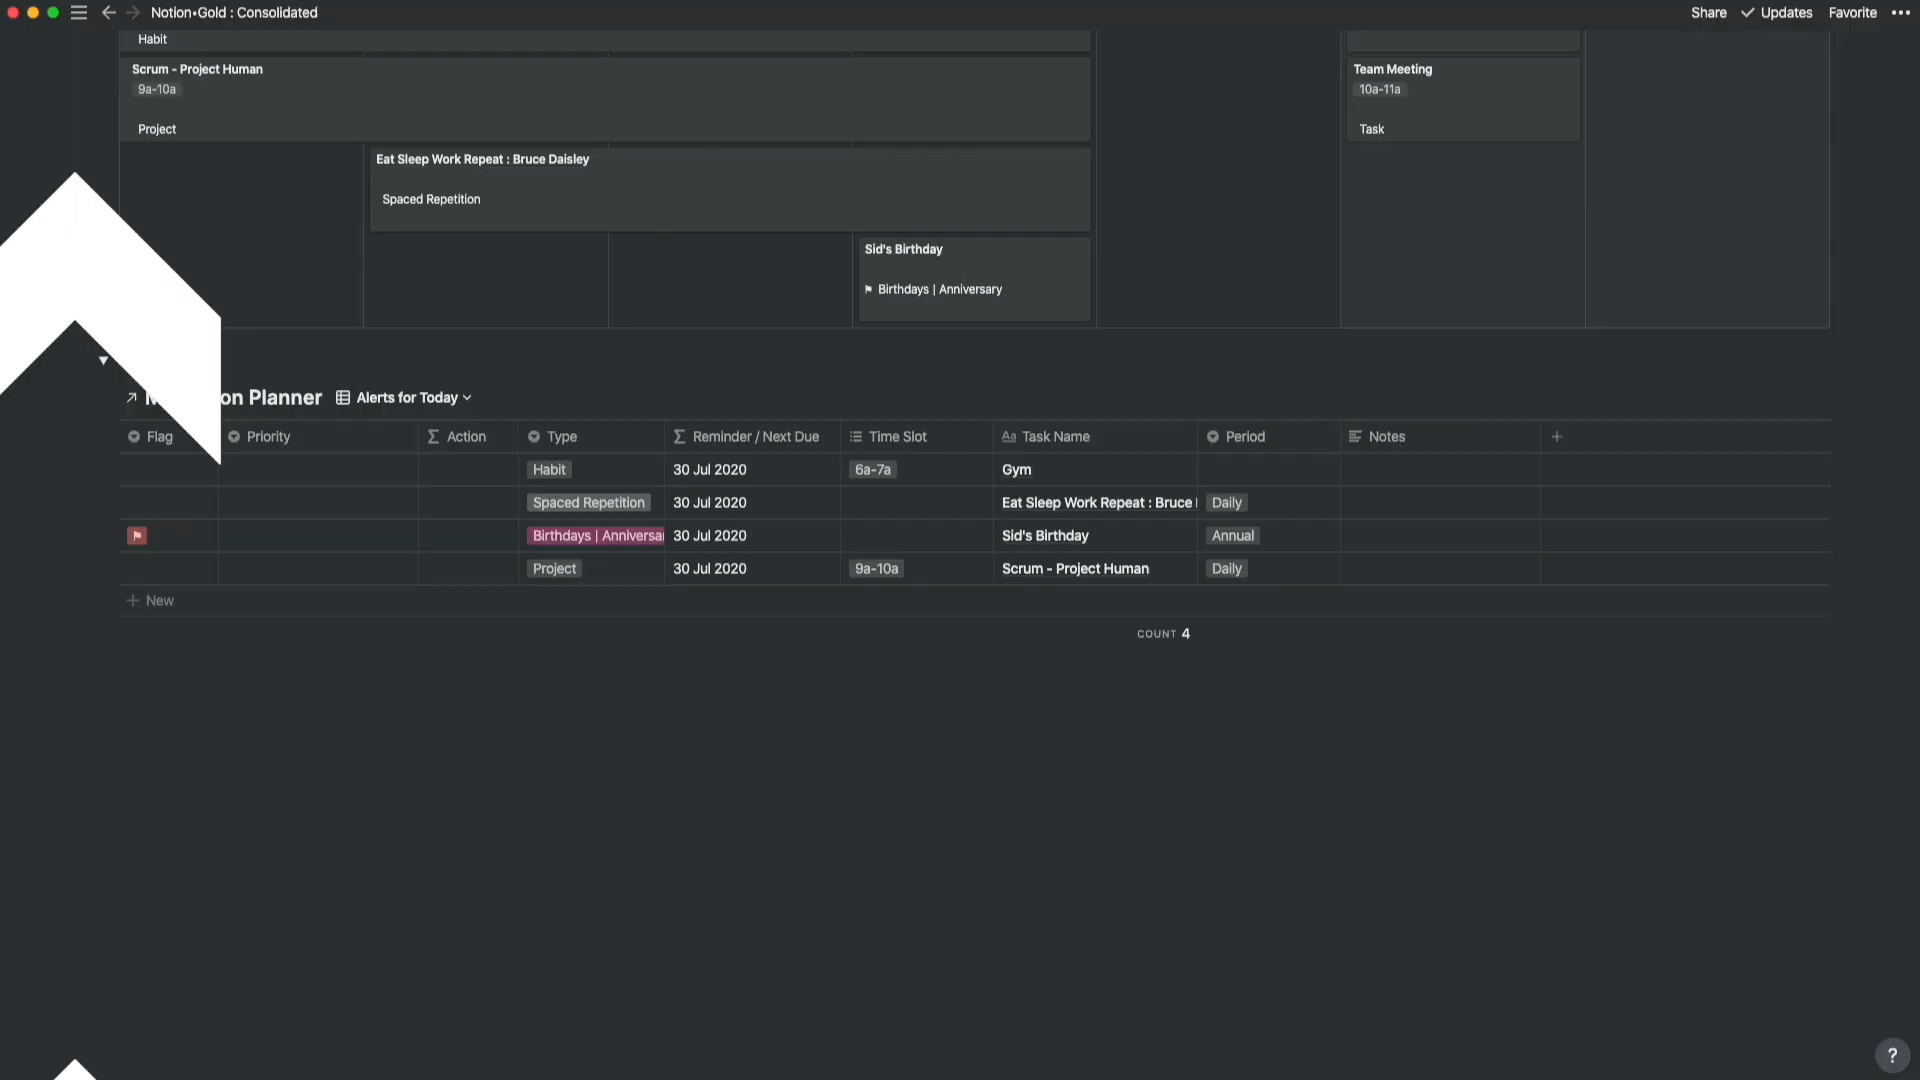 Notion•Gold : Consolidated
Share Updates Favorite •••
Habit
Scrum - Project Human
9a-10a
Project
Team Meeting
10a-11a
Task
Eat Sleep Work Repeat : Bruce Daisley
Spaced Repetition
Sid's Birthday
Birthdays | Anniversary
on Planner Alerts for Today
Flag Priority Action Type Reminder / Next Due Time Slot Aa Task Name Period Notes +
Habit 30 Jul 2020 6a-7a Gym
Spaced Repetition 30 Jul 2020 Eat Sleep Work Repeat : Bruce Daily
Birthdays | Anniversa 30 Jul 2020 Sid's Birthday Annual
Project 30 Jul 2020 9a-10a Scrum - Project Human Daily
+ New
COUNT 4
?